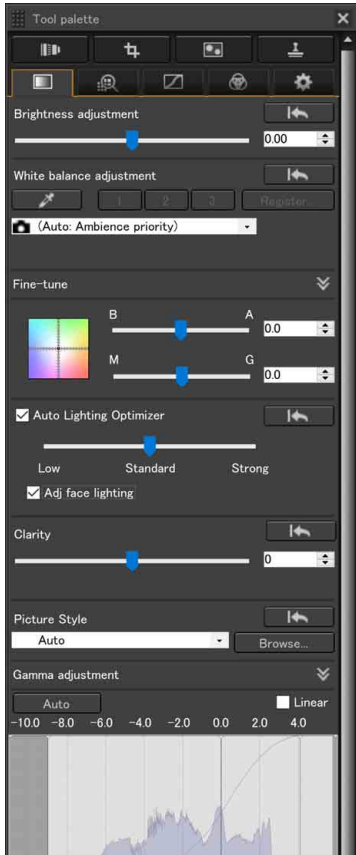 Tool palette
Brightness adjustment
0.00
White balance adjustment
1 2 3 Register...
(Auto: Ambience priority)
Fine-tune
B A
0.0
M G
0.0
Auto Lighting Optimizer
Low Standard Strong
Adj face lighting
Clarity
0
Picture Style
Auto Browse...
Gamma adjustment
Auto Linear
-10.0 -8.0 -6.0 -4.0 -2.0 0.0 2.0 4.0